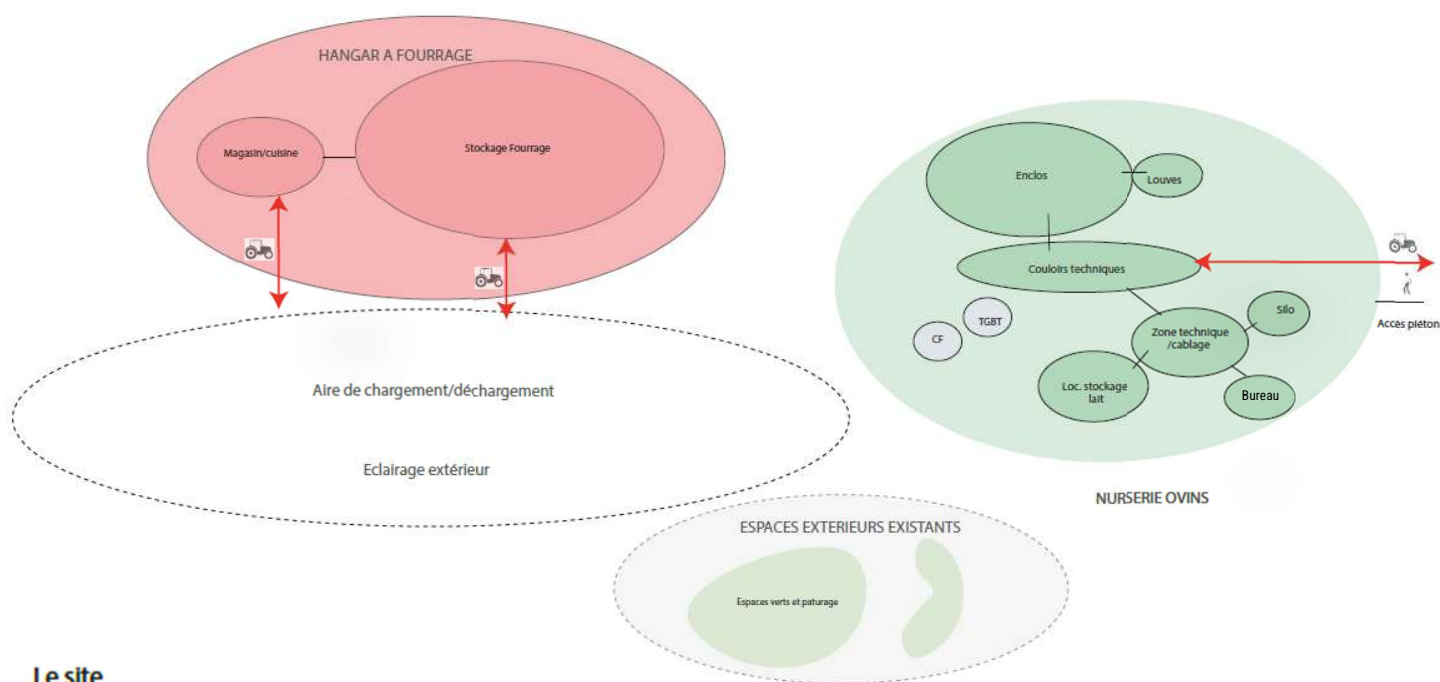 HANGAR A FOURRAGE
Magasin/cuisine
Stockage Fourrage
Enclos
Louves
Couloirs techniques
TGBT
CF
Zone technique
/cablage
Silo
Accès piéton
Loc. stockage
lait
Bureau
Aire de chargement/déchargement
Eclairage extérieur
NURSERIE OVINS
ESPACES EXTERIEURS EXISTANTS
Espaces verts et paturage
Le site